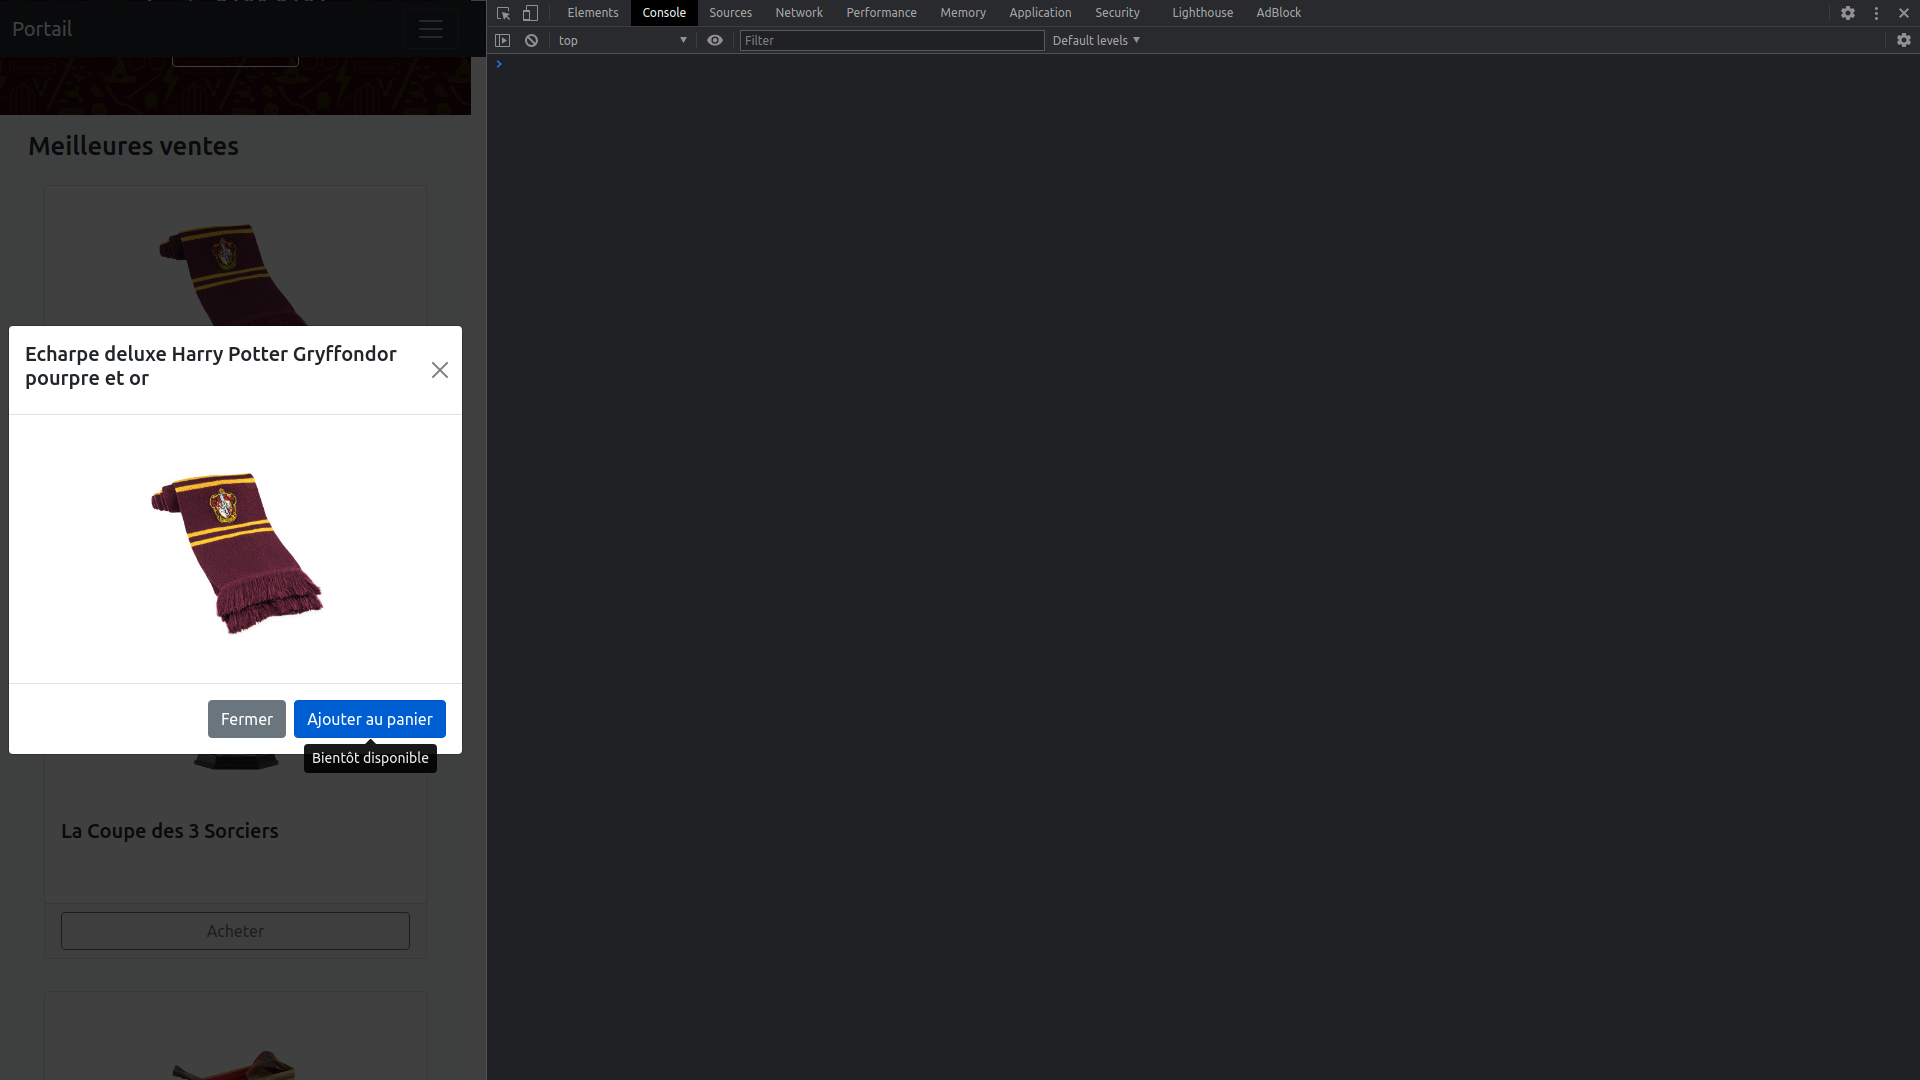 Portail
Meilleures ventes
Echarpe deluxe Harry Potter Gryffondor
pourpre et or
Fermer
Ajouter au panier
Bientôt disponible
La Coupe des 3 Sorciers
Acheter
Elements Console Sources Network Performance Memory Application Security Lighthouse AdBlock
top Filter Default levels